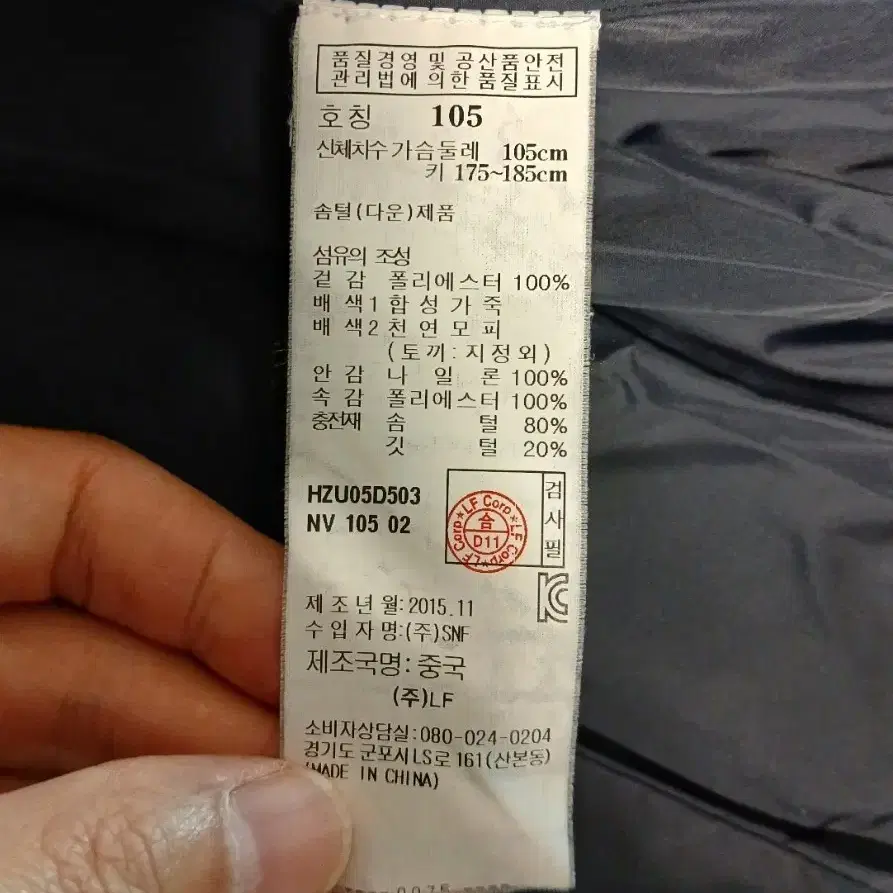 품질경영 및 공산품안전
관리법에 의한 품질표시
호칭 105
신체치수 가슴둘레 105cm
키 175~185cm
솜털(다운)제품
섬유의 조성
겉감 폴리에스터 100%
배색1 합성가죽
배색2 천연모피
(토끼:지정외)
안감 나일론 100%
속감 폴리에스터 100%
충전재 솜털 80%
깃털 20%
HZU05D503
NV 105 02
검사필
LF Corp*LF Corp*LF Corp*
合
D11
제조년월:2015.11
수입자명:(주)SNF
제조국명: 중국
(주)LF
소비자상담실:080-024-0204
경기도 군포시 LS로 161(산본동)
(MADE IN CHINA)